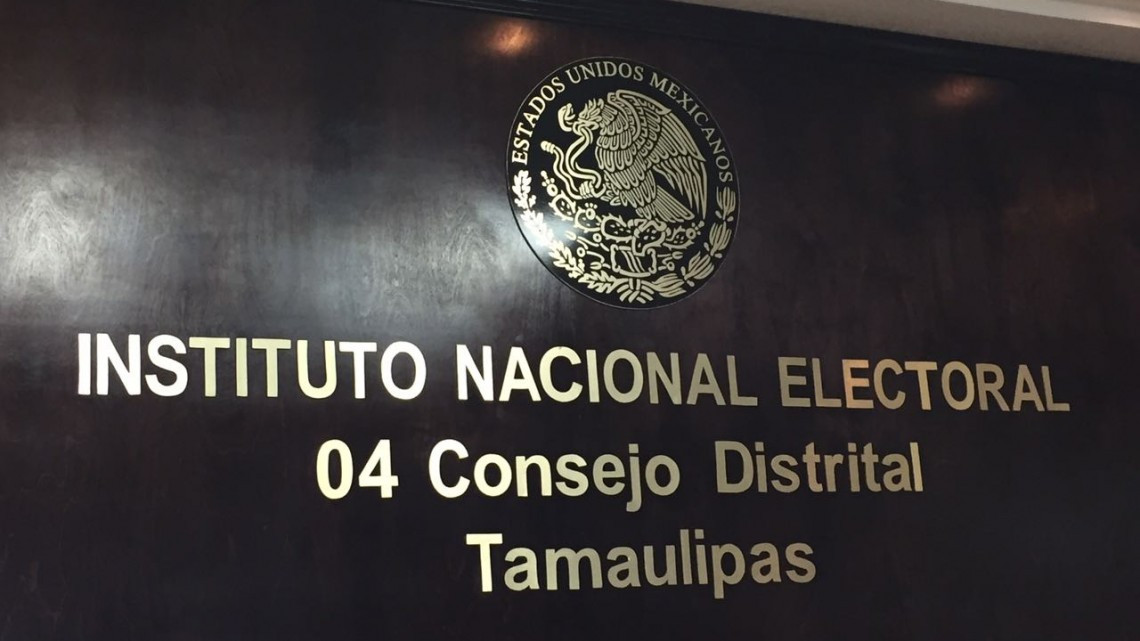 ESTADOS UNIDOS MEXICANOS
INSTITUTO NACIONAL ELECTORAL
04 Consejo Distrital
Tamaulipas